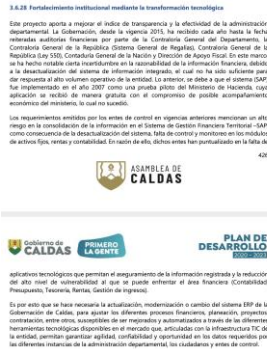 3.6.28 Fortalecimiento institucional mediante la transformación tecnológica
Este proyecto aporta a mejorar el índice de transparencia y la efectividad de la administración
departamental. La Gobernación, desde la vigencia 2015, ha recibido cada año hasta la fecha
reiteradas auditorías financieras por parte de la Contraloría General del Departamento, la
Contraloría General de la República (Sistema General de Regalías), Contraloría General de la
República (Ley 550), Contaduría General de la Nación y Dirección de Apoyo Fiscal. En este marco
se ha hecho notable cierta incertidumbre en la razonabilidad de la información financiera, debido
a la desactualización del sistema de información integrado, el cual no ha sido suficiente para
dar respuesta al alto volumen operativo de la entidad. Lo anterior, se debe a que el sistema (SAP)
fue implementado en el año 2007 como una prueba piloto del Ministerio de Hacienda, cuya
aplicación se recibió de manera gratuita con el compromiso de posible acompañamiento
económico del ministerio, lo cual no sucedió.
Los requerimientos emitidos por los entes de control en vigencias anteriores mencionan un alto
riesgo en la consolidación de la información en el Sistema de Gestión Financiera Territorial –SAP
como consecuencia de la desactualización del sistema, falta de control y monitoreo en los módulos
de activos fijos, rentas y contabilidad. En razón de ello, dichos entes han puntualizado en la falta de
428
ASAMBLEA DE
CALDAS
Gobierno de
CALDAS
PRIMERO
LA GENTE
PLAN DE
DESARROLLO
2020 - 2023
aplicativos tecnológicos que permitan el aseguramiento de la información registrada y la reducción
del alto nivel de vulnerabilidad al que se puede enfrentar el área financiera (Contabilidad,
Presupuesto, Tesorería, Rentas, Gestión de ingresos).
Es por esto que se hace necesaria la actualización, modernización o cambio del sistema ERP de la
Gobernación de Caldas, para ajustar los diferentes procesos financieros, planeación, proyectos,
contratación, entre otros, susceptibles de ser mejorados y automatizados a través de las diferentes
herramientas tecnológicas disponibles en el mercado que, articuladas con la infraestructura TIC de
la entidad, permitan garantizar agilidad, confiabilidad y oportunidad en los datos requeridos por
las diferentes instancias de la administración departamental, los ciudadanos y entes de control.